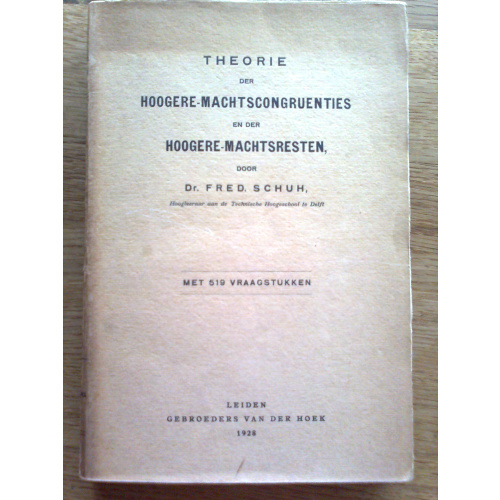 THEORIE
DER
HOOGERE-MACHTSCONGRUENTIES
EN DER
HOOGERE-MACHTSRESTEN,
DOOR
Dr. FRED. SCHUH,
Hoogleeraar aan de Technische Hoogeschool te Delft
MET 519 VRAAGSTUKKEN
LEIDEN
GEBROEDERS VAN DER HOEK
1928